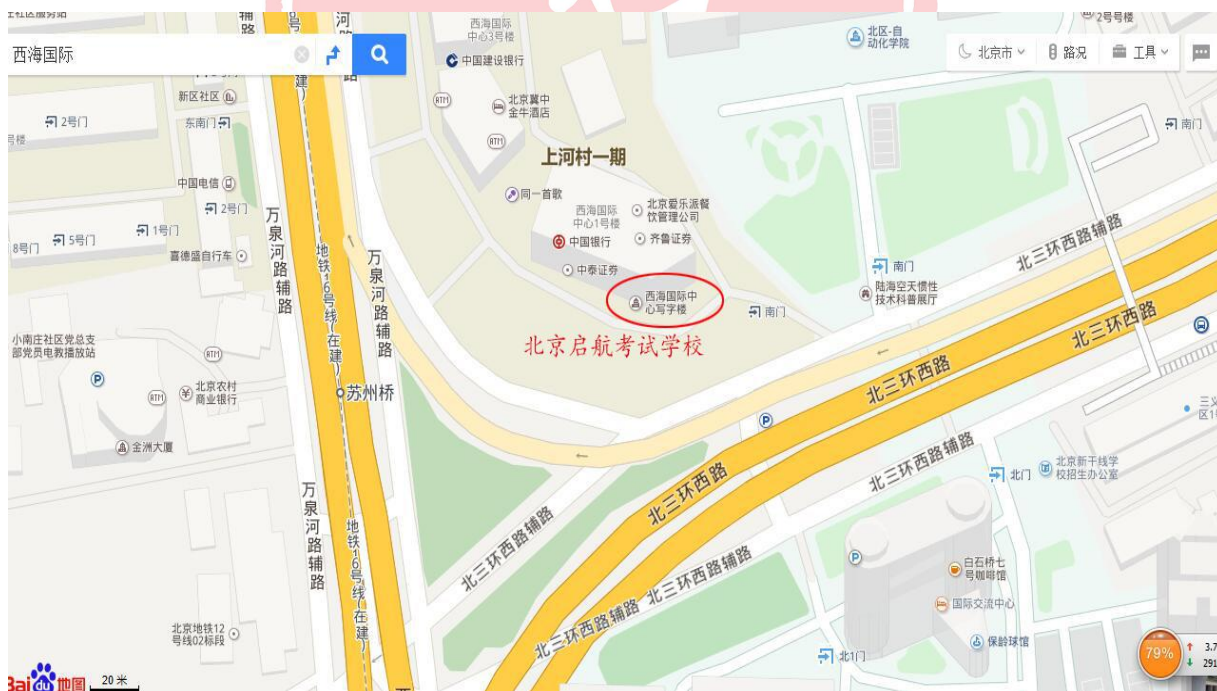 西海国际
北京市
路况
工具
2号号楼
西海国际
中心3号楼
中国建设银行
北区-自
动化学院
ATM
北京冀中
金牛酒店
ATM
新区社区
2号门
东南门
南门
上河村一期
中国电信
2号门
同一首歌
西海国际
中心1号楼
北京爱乐派餐
饮管理公司
中国银行
齐鲁证券
中泰证券
1号门
5号门
8号门
喜德盛自行车
万泉河路辅路
地铁16号线(在建)
万泉河路辅路
西海国际中
心写字楼
南门
南门
陆海空天惯性
技术科普展厅
北三环西路辅路
北京启航考试学校
北三环西路
北三环西路
小南庄社区党总支
部党员电教播放站
ATM
P
ATM
北京农村
商业银行
苏州桥
金洲大厦
P
北三环西路
北三环西路辅路
北门
北京新干线学
校招生办公室
万泉河路辅路
地铁16号线(在建)
北三环西路辅路
北三环西路辅路
北三环西路辅路
P
白石桥七
号咖啡馆
国际交流中心
保龄球馆
北京地铁12
号线02标段
北1门
79%
3.7
291
Bai du 地图
20 米